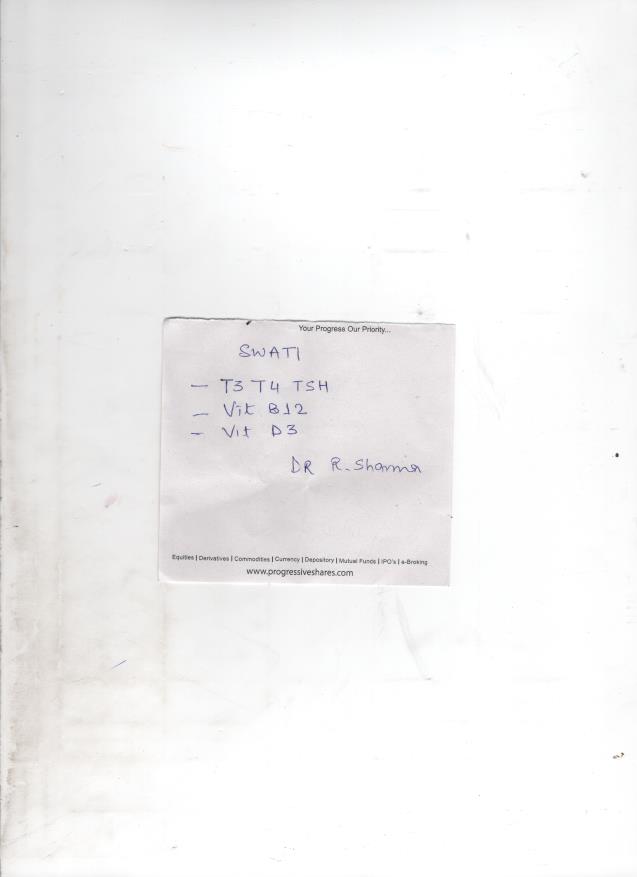 Your Progress Our Priority...
SWATI
- T3 T4 TSH
- Vit B12
- Vit D3
DR R. Sharma
Equities | Derivatives | Commodities | Currency | Depository | Mutual Funds | IPO's | e-Broking
www.progressiveshares.com